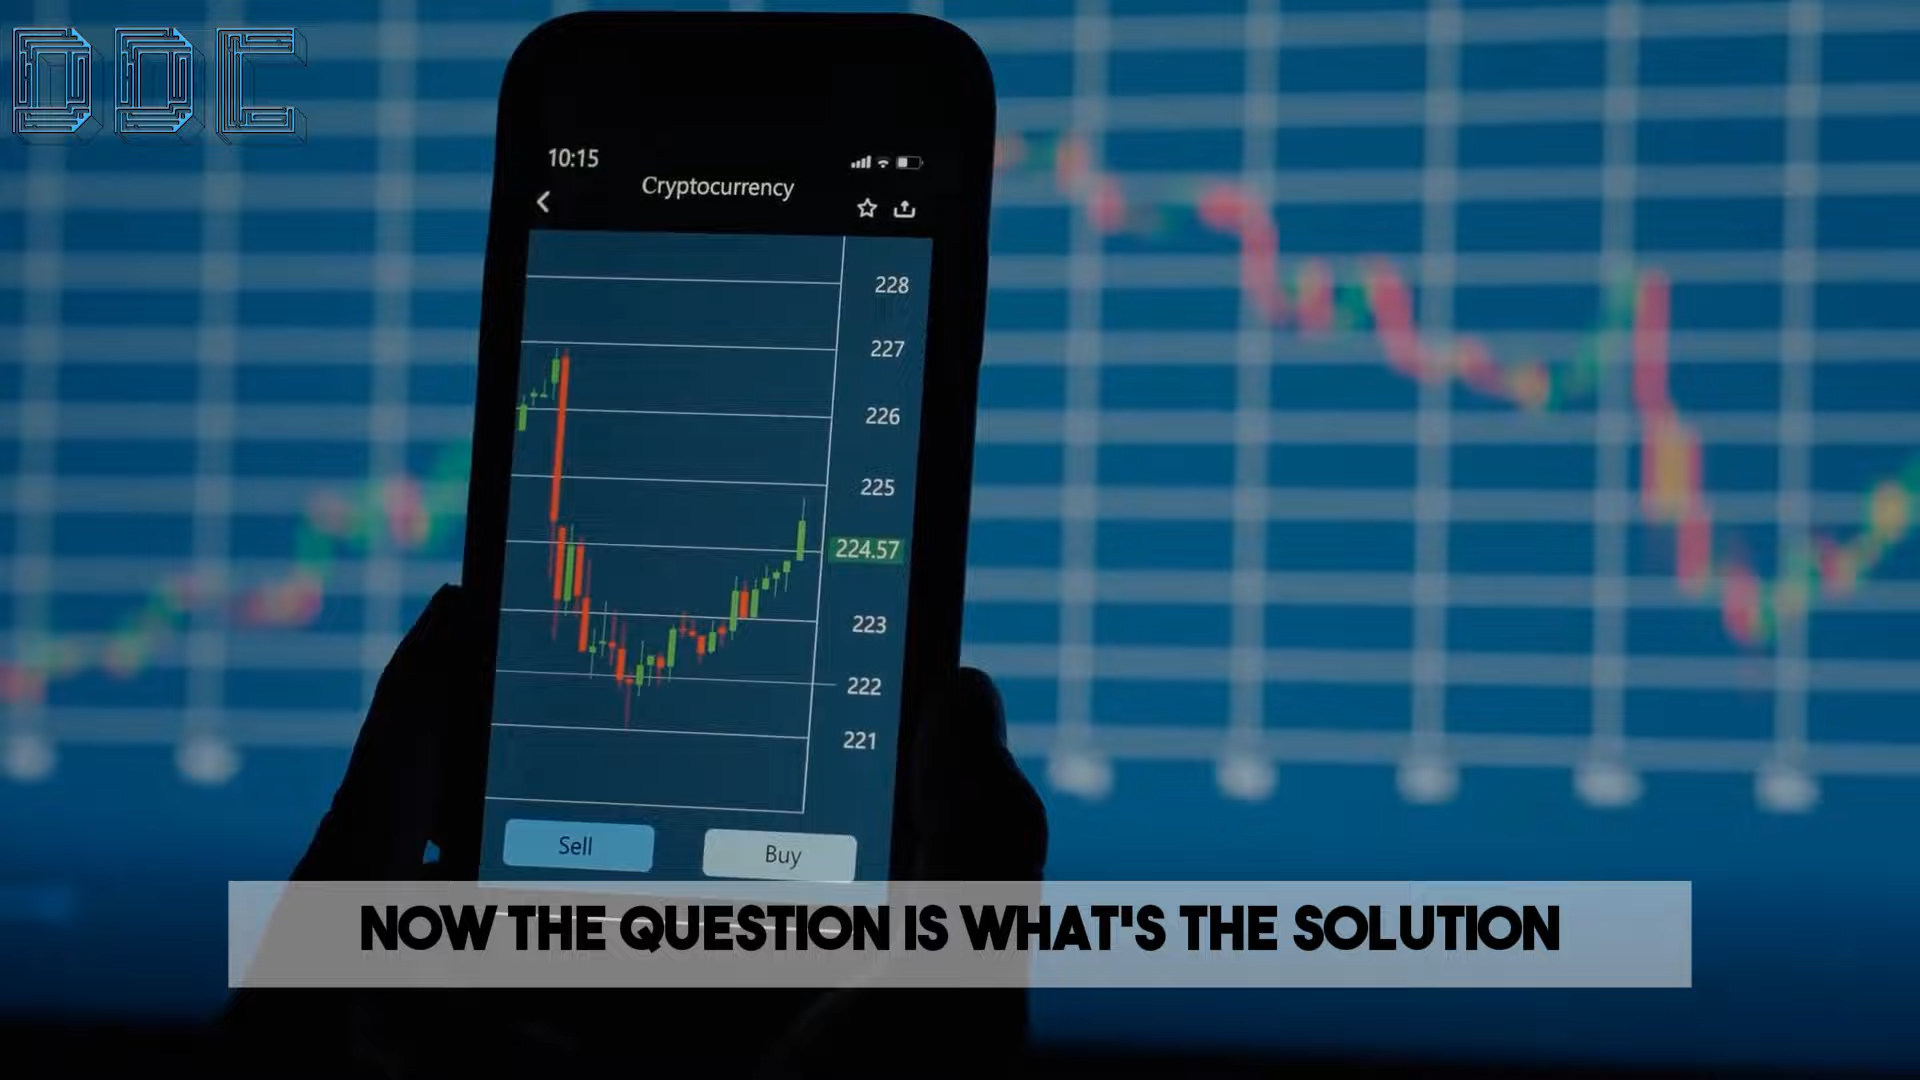 DDC
10:15
Cryptocurrency
228
227
226
225
224.57
223
222
221
Sell
Buy
NOW THE QUESTION IS WHAT'S THE SOLUTION